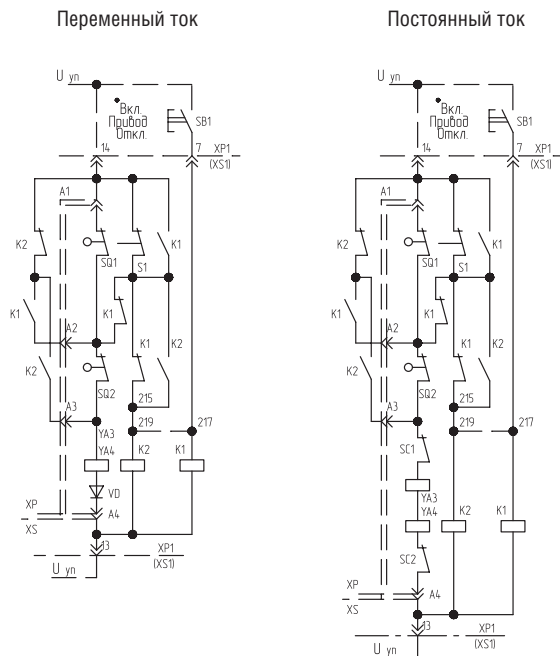 Переменный ток
Постоянный ток
U уп
Вкл.
Привод
Откл.
SB1
14
7
XP1
(XS1)
A1
K2
SQ1
S1
K1
K1
K1
A2
K2
K1
K2
SQ2
A3
215
219
217
YA3
YA4
K2
K1
VD
XP
XS
A4
13
XP1
(XS1)
U уп
U уп
Вкл.
Привод
Откл.
SB1
14
7
XP1
(XS1)
A1
K2
SQ1
S1
K1
K1
K1
A2
K2
K1
K2
SQ2
A3
215
219
217
SC1
YA3
YA4
K2
K1
SC2
XP
XS
A4
13
XP1
(XS1)
U уп